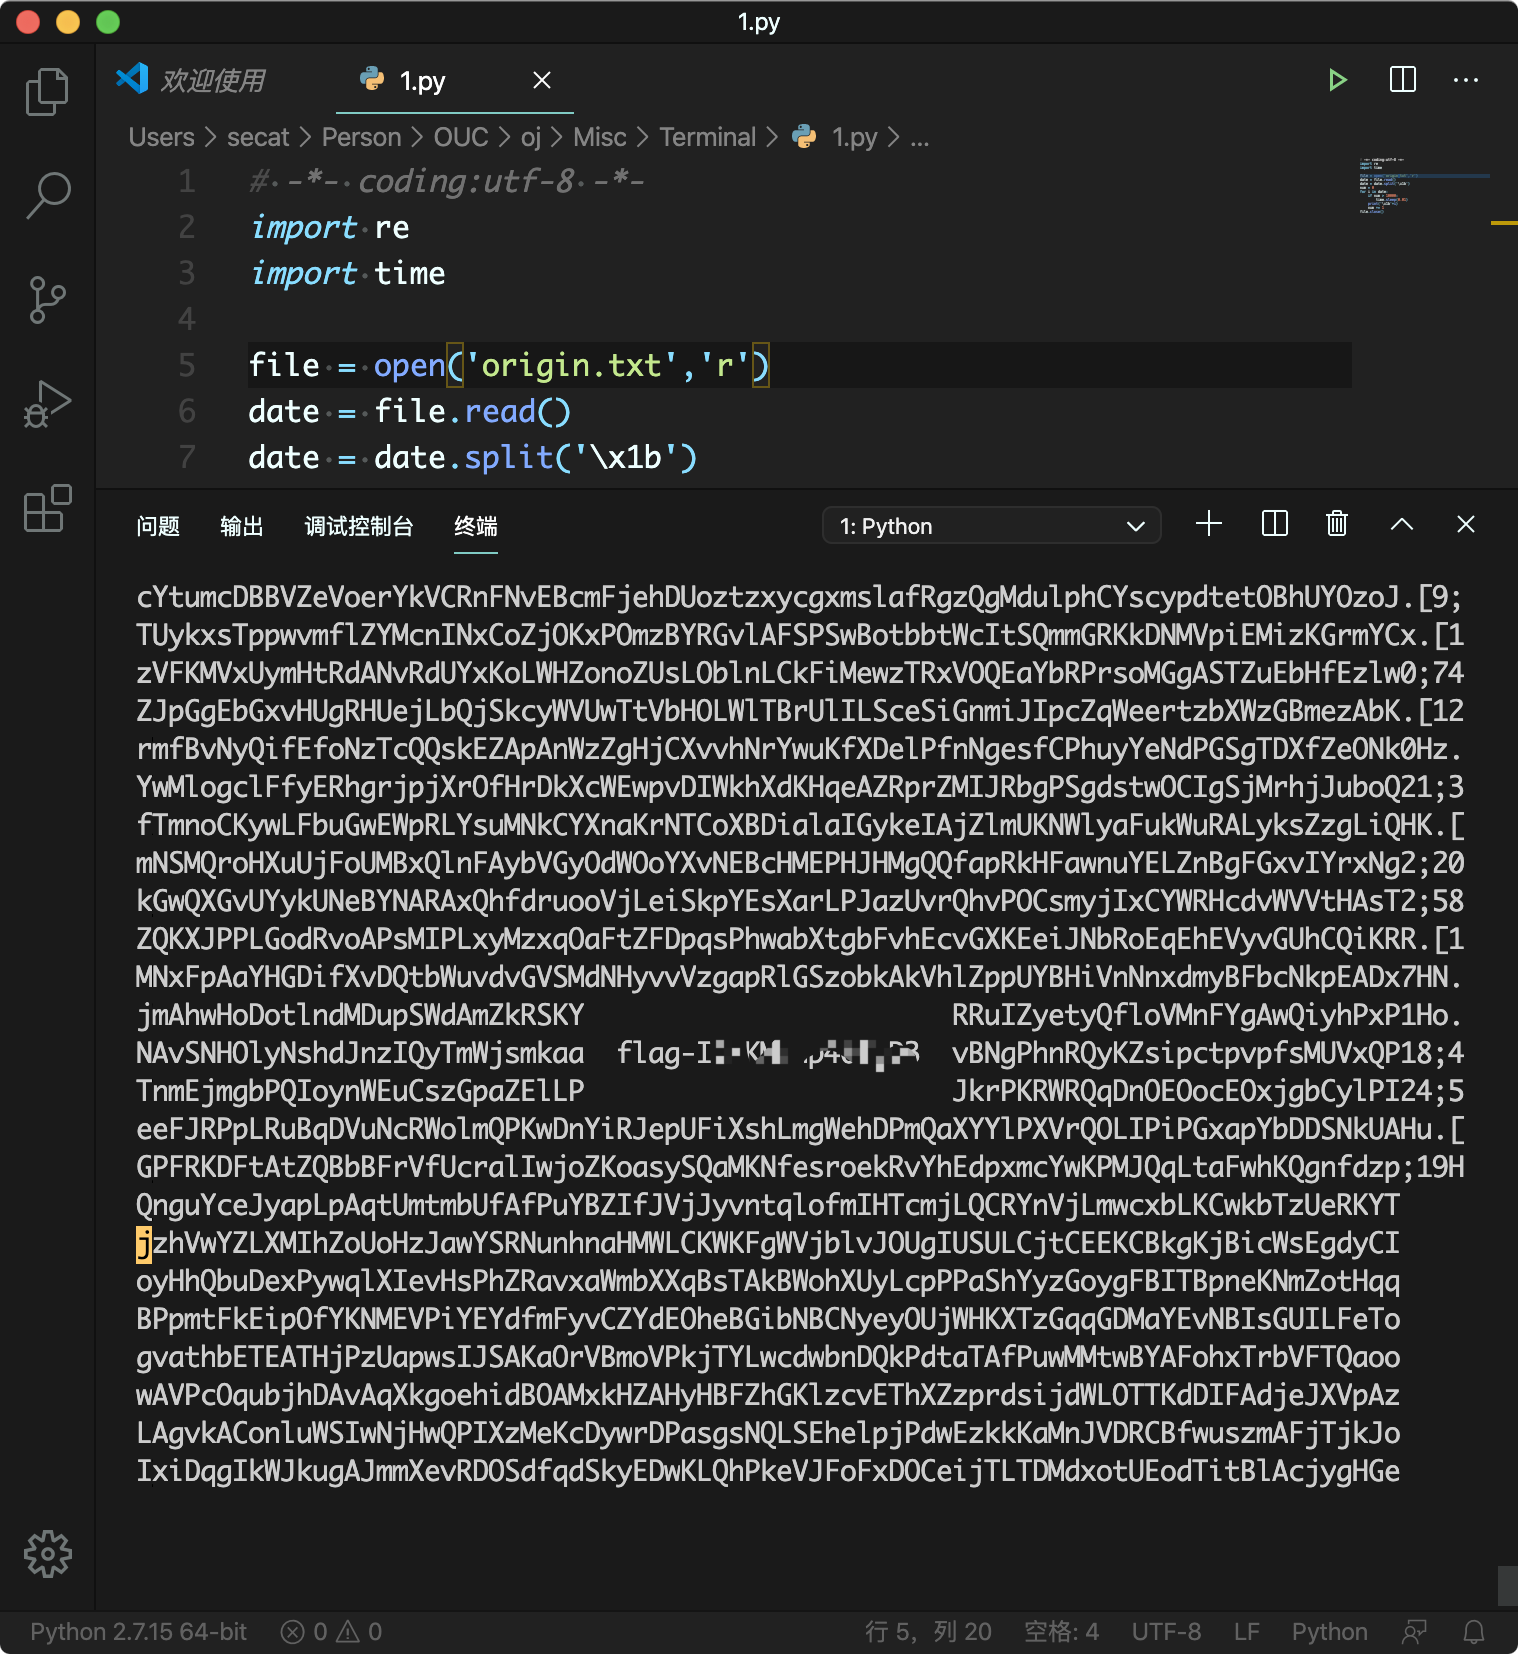 1.py
欢迎使用
1.py
Users > secat > Person > OUC > oj > Misc > Terminal > 1.py > ...
1 # -*- coding:utf-8 -*-
2 import re
3 import time
4
5 file = open('origin.txt','r')
6 date = file.read()
7 date = date.split('\x1b')
问题 输出 调试控制台 终端 1: Python
cYtumcDBBVZeVoerYkVCRnFNvEBcmFjehDUoztzxycgxmslafRgzQgMdulphCYscypdtetOBhUYOzoJ.[9;
TUykxsTppwvmflZYMcnINxCoZjOKxPOmzBYRGvlAFSPSwBotbbtWcItSQmmGRKkDNMVpiEMizKGrmYCx.[1
zVFKMVxUymHtRdANvRdUYxKoLWHZonoZUsLOblnLCkFiMewzTRxVOQEaYbRPrsoMGgASTZuEbHfEzlw0;74
ZJpGgEbGxvHUgRHUejLbQjSkcyWVUwTtVbHOLWlTBrUlILSceSiGnmiJIpcZqWeertzbXWzGBmezAbK.[12
rmfBvNyQifEfoNzTcQQskEZApAnWzZgHjCXvvhNrYwuKfXDelPfnNgesfCPhuyYeNdPGSgTDXfZeONk0Hz.
YwMlogclFfyERhgrjpjXrOfHrDkXcWEwpvDIWkhXdKHqeAZRprZMIJRbgPSgdstwOCIgSjMrhjJuboQ21;3
fTmnoCKywLFbuGwEWpRLYsuMNkCYXnaKrNTCoXBDialaIGykeIAjZlmUKNWlyaFukWuRALyksZzgLiQHK.[
mNSMQroHXuUjFoUMBxQlnFAybVGyOdWOoYXvNEBcHMEPHJHMgQQfapRkHFawnuYELZnBgFGxvIYrxNg2;20
kGwQXGvUYykUNeBYNARAxQhfdruooVjLeiSkpYEsXarLPJazUvrQhvPOCsmyjIxCYWRHcdvWVVtHAsT2;58
ZQKXJPPLGodRvoAPsMIPLxyMzxqOaFtZFDpqsPhwabXtgbFvhEcvGXKEeiJNbRoEqEhEVyvGUhCQiKRR.[1
MNxFpAaYHGDifXvDQtbWuvdvGVSMdNHyvvVzgapRlGSzobkAkVhlZppUYBHiVnNnxdmyBFbcNkpEADx7HN.
jmAhwHoDotlndMDupSWdAmZkRSKY RRuIZyetyQfloVMnFYgAwQiyhPxP1Ho.
NAvSNHOlyNshdJnzIQyTmWjsmkaa flag- vBNgPhnRQyKZsipctpvpfsMUVxQP18;4
TnmEjmgbPQIoynWEuCszGpaZElLP JkrPKRWRQqDnOEOocEOxjgbCylPI24;5
eeFJRPpLRuBqDVuNcRWolmQPKwDnYiRJepUFiXshLmgWehDPmQaXYYlPXVrQOLIPiPGxapYbDDSNkUAHu.[
GPFRKDFtAtZQBbBFrVfUcralIwjoZKoasySQaMKNfesroekRvYhEdpxmcYwKPMJQqLtaFwhKQgnfdzp;19H
QnguYceJyapLpAqtUmtmbUfAfPuYBZIfJVjJyvntqlofmIHTcmjLQCRYnVjLmwcxbLKCwkbTzUeRKYT
jzhVwYZLXMIhZoUoHzJawYSRNunhnaHMWLCKWKFgWVjblvJOUgIUSULCjtCEEKCBkgKjBicWsEgdyCI
oyHhQbuDexPywqlXIevHsPhZRavxaWmbXXqBsTAkBWohXUyLcpPPaShYyzGoygFBITBpneKNmZotHqq
BPpmtFkEipOfYKNMEVPiYEYdfmFyvCZYdEOheBGibNBCNyeyOUjWHKXTzGqqGDMaYEvNBIsGUILFeTo
gvathbETEATHjPzUapwsIJSAKaOrVBmoVPkjTYLwcdwbnDQkPdtaTAfPuwMMtwBYAFohxTrbVFTQaoo
wAVPcOqubjhDAvAqXkgoehidBOAMxkHZAHyHBFZhGKlzcvEThXZzprdsijdWLOTTKdDIFAdjeJXVpAz
LAgvkAConluWSIwNjHwQPIXzMeKcDywrDPasgsNQLSEhelpjPdwEzkkKaMnJVDRCBfwuszmAFjTjkJo
IxiDqgIkWJkugAJmmXevRDOSdfqdSkyEDwKLQhPkeVJFoFxDOCeijTLTDMdxotUEodTitBlAcjygHGe
Python 2.7.15 64-bit 0 0 行 5, 列 20 空格: 4 UTF-8 LF Python